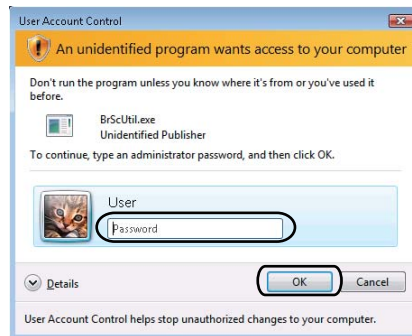 User Account Control
An unidentified program wants access to your computer
Don't run the program unless you know where it's from or you've used it
before.
BrScUtil.exe
Unidentified Publisher
To continue, type an administrator password, and then click OK.
User
Password
Details
OK
Cancel
User Account Control helps stop unauthorized changes to your computer.